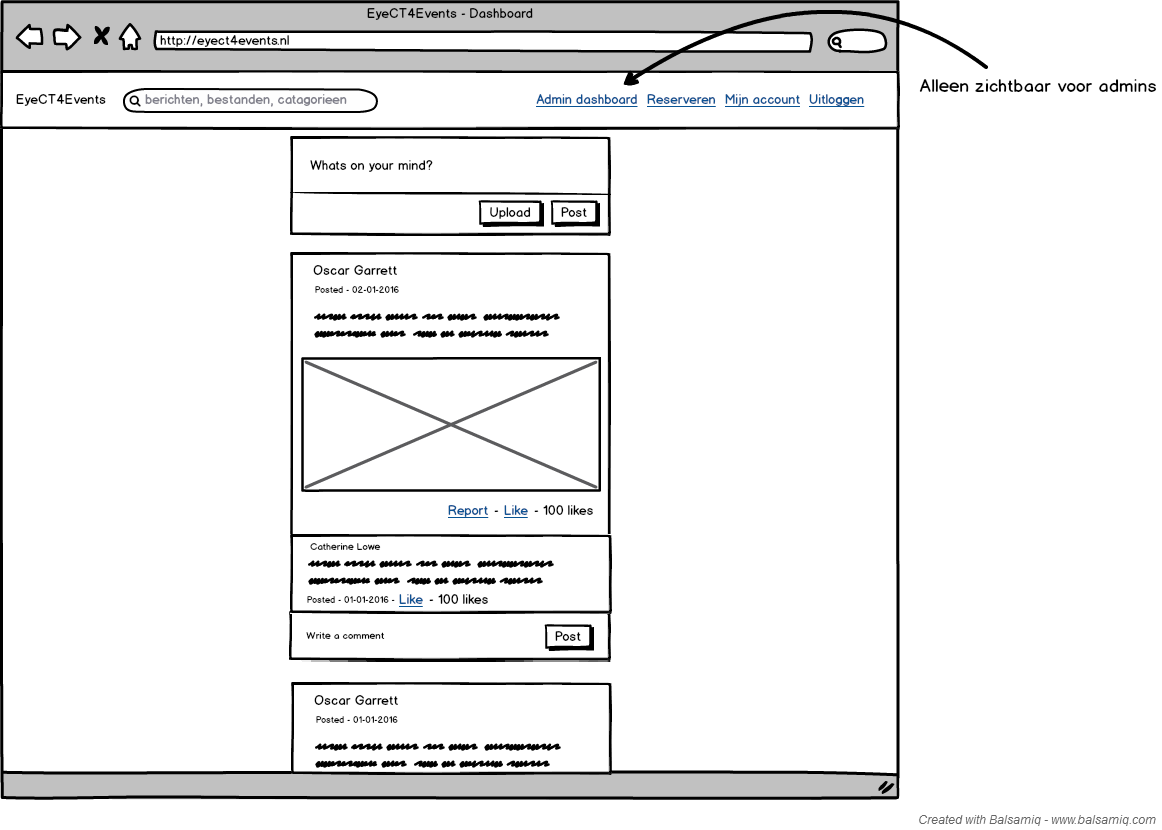 EyeCT4Events - Dashboard
http://eyect4events.nl
Alleen zichtbaar voor admins
EyeCT4Events berichten, bestanden, catagorieen Admin dashboard Reserveren Mijn account Uitloggen
Whats on your mind?
Upload Post
Oscar Garrett
Posted - 02-01-2016
Report - Like - 100 likes
Catherine Lowe
Posted - 01-01-2016 - Like - 100 likes
Write a comment Post
Oscar Garrett
Posted - 01-01-2016
Created with Balsamiq - www.balsamiq.com